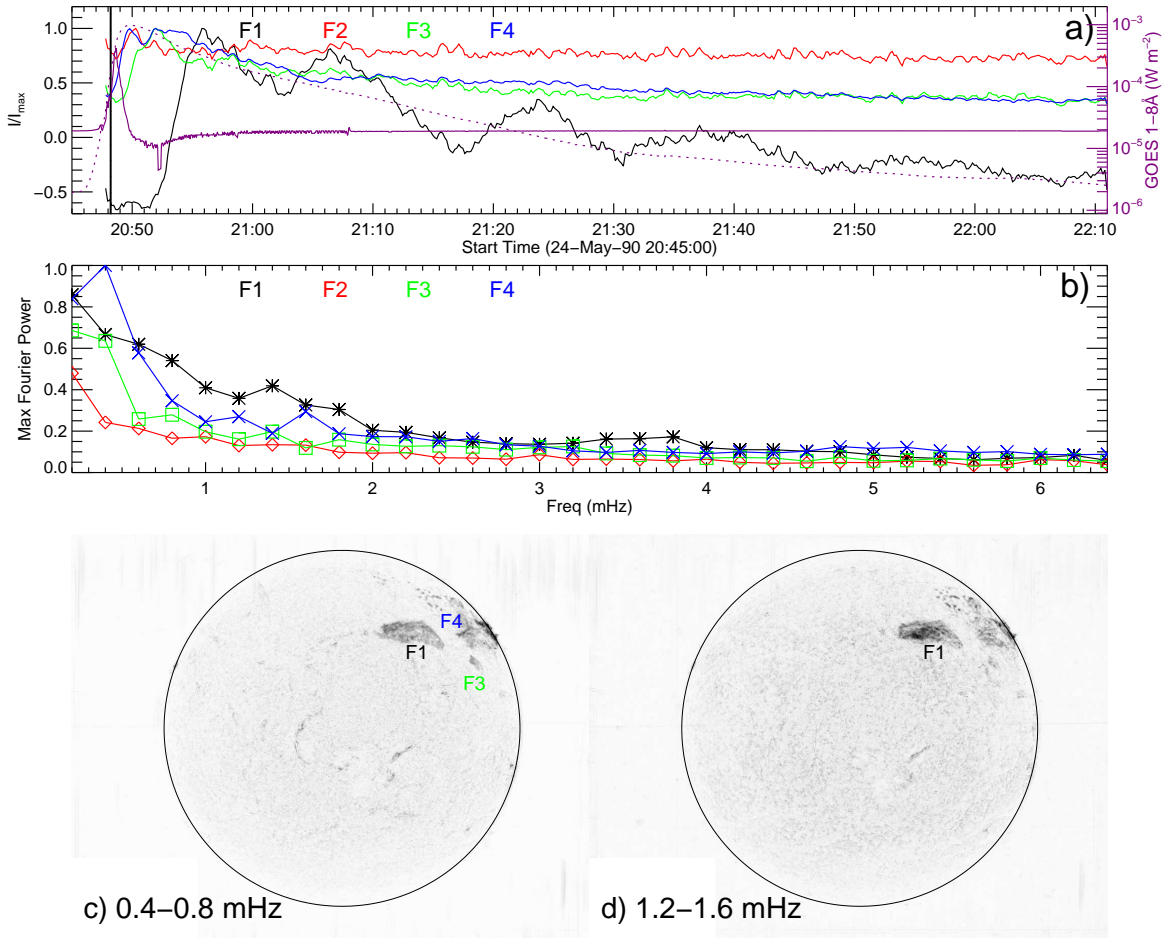 F1 F2 F3 F4 a)
1.0
0.5
0.0
−0.5
I/Imax
10−3
10−4
10−5
10−6
GOES 1−8Å (W m−2)
20:50 21:00 21:10 21:20 21:30 21:40 21:50 22:00 22:10
Start Time (24−May−90 20:45:00)
F1 F2 F3 F4 b)
1.0
0.8
0.6
0.4
0.2
0.0
Max Fourier Power
1 2 3 4 5 6
Freq (mHz)
F4
F1
F3
c) 0.4−0.8 mHz
F1
d) 1.2−1.6 mHz